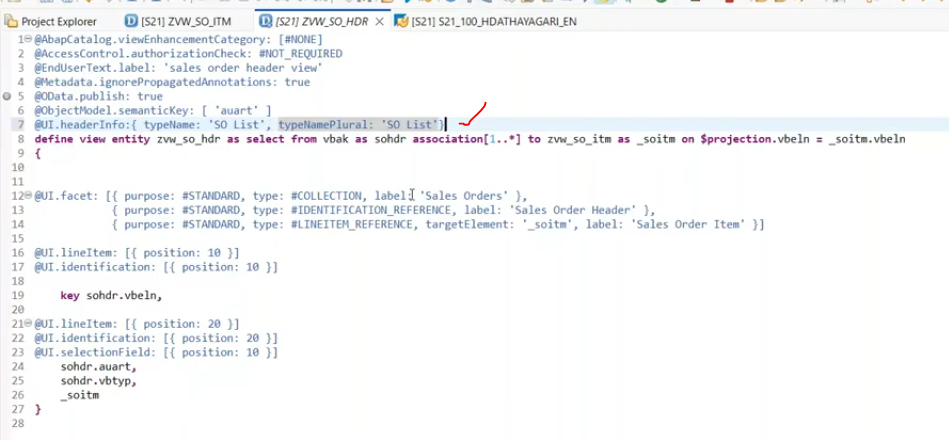 Project Explorer [S21] ZVW_SO_ITM [S21] ZVW_SO_HDR [S21] S21_100_HDATHAYAGARI_EN
1 @AbapCatalog.viewEnhancementCategory: [#NONE]
2 @AccessControl.authorizationCheck: #NOT_REQUIRED
3 @EndUserText.label: 'sales order header view'
4 @Metadata.ignorePropagatedAnnotations: true
5 @OData.publish: true
6 @ObjectModel.semanticKey: [ 'auart' ]
7 @UI.headerInfo:{ typeName: 'SO List', typeNamePlural: 'SO List'}
8 define view entity zvw_so_hdr as select from vbak as sohdr association[1..*] to zvw_so_itm as _soitm on $projection.vbeln = _soitm.vbeln
9 {
10
11
12 @UI.facet: [{ purpose: #STANDARD, type: #COLLECTION, label: 'Sales Orders' },
13 { purpose: #STANDARD, type: #IDENTIFICATION_REFERENCE, label: 'Sales Order Header' },
14 { purpose: #STANDARD, type: #LINEITEM_REFERENCE, targetElement: '_soitm', label: 'Sales Order Item' }]
15
16 @UI.lineItem: [{ position: 10 }]
17 @UI.identification: [{ position: 10 }]
18
19 key sohdr.vbeln,
20
21 @UI.lineItem: [{ position: 20 }]
22 @UI.identification: [{ position: 20 }]
23 @UI.selectionField: [{ position: 10 }]
24 sohdr.auart,
25 sohdr.vbtyp,
26 _soitm
27 }
28